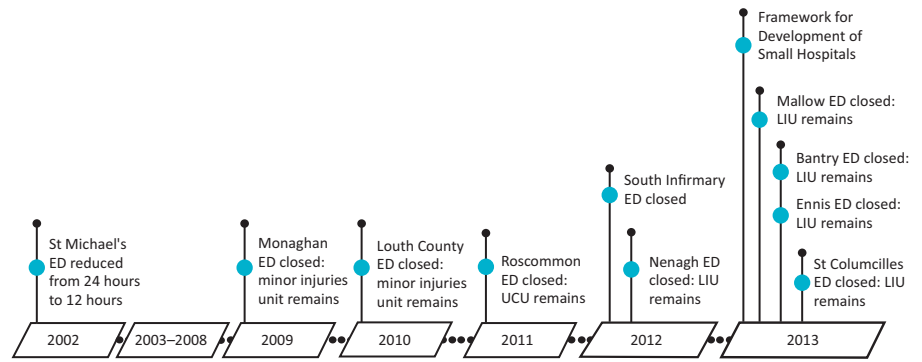 St Michael's
ED reduced
from 24 hours
to 12 hours
Monaghan
ED closed:
minor injuries
unit remains
Louth County
ED closed:
minor injuries
unit remains
Roscommon
ED closed:
UCU remains
South Infirmary
ED closed
Nenagh ED
closed: LIU
remains
Framework for
Development of
Small Hospitals
Mallow ED closed:
LIU remains
Bantry ED closed:
LIU remains
Ennis ED closed:
LIU remains
St Columcilles
ED closed: LIU
remains
2002
2003–2008
2009
2010
2011
2012
2013